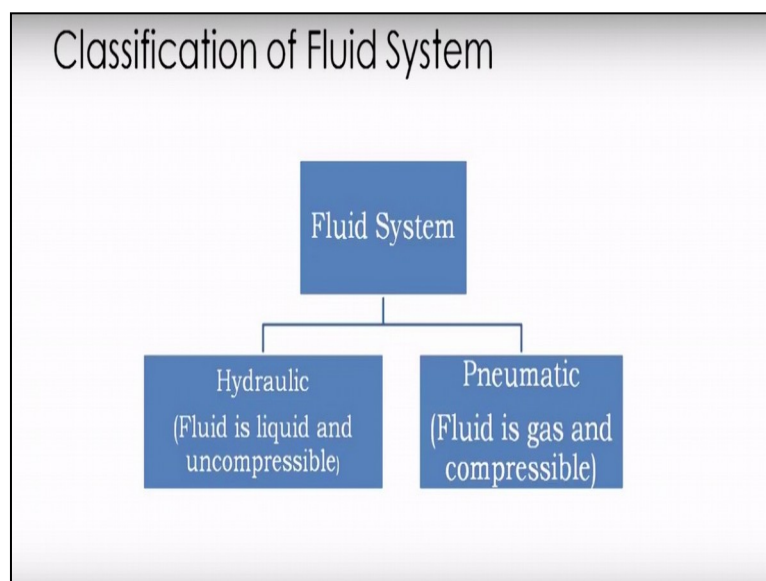 Classification of Fluid System
Fluid System
Hydraulic
(Fluid is liquid and
uncompressible)
Pneumatic
(Fluid is gas and
compressible)